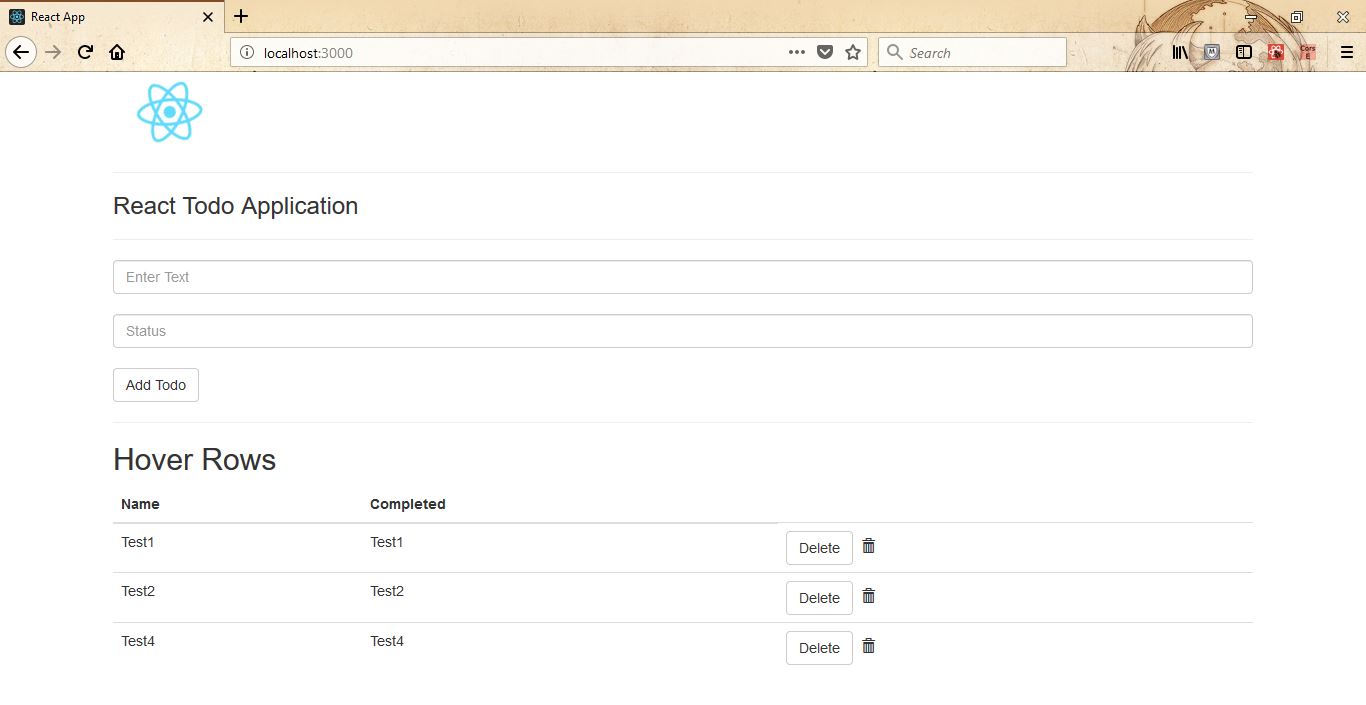 React App
localhost:3000
Search
Cors E
React Todo Application
Enter Text
Status
Add Todo
Hover Rows
Name Completed
Test1 Test1 Delete
Test2 Test2 Delete
Test4 Test4 Delete